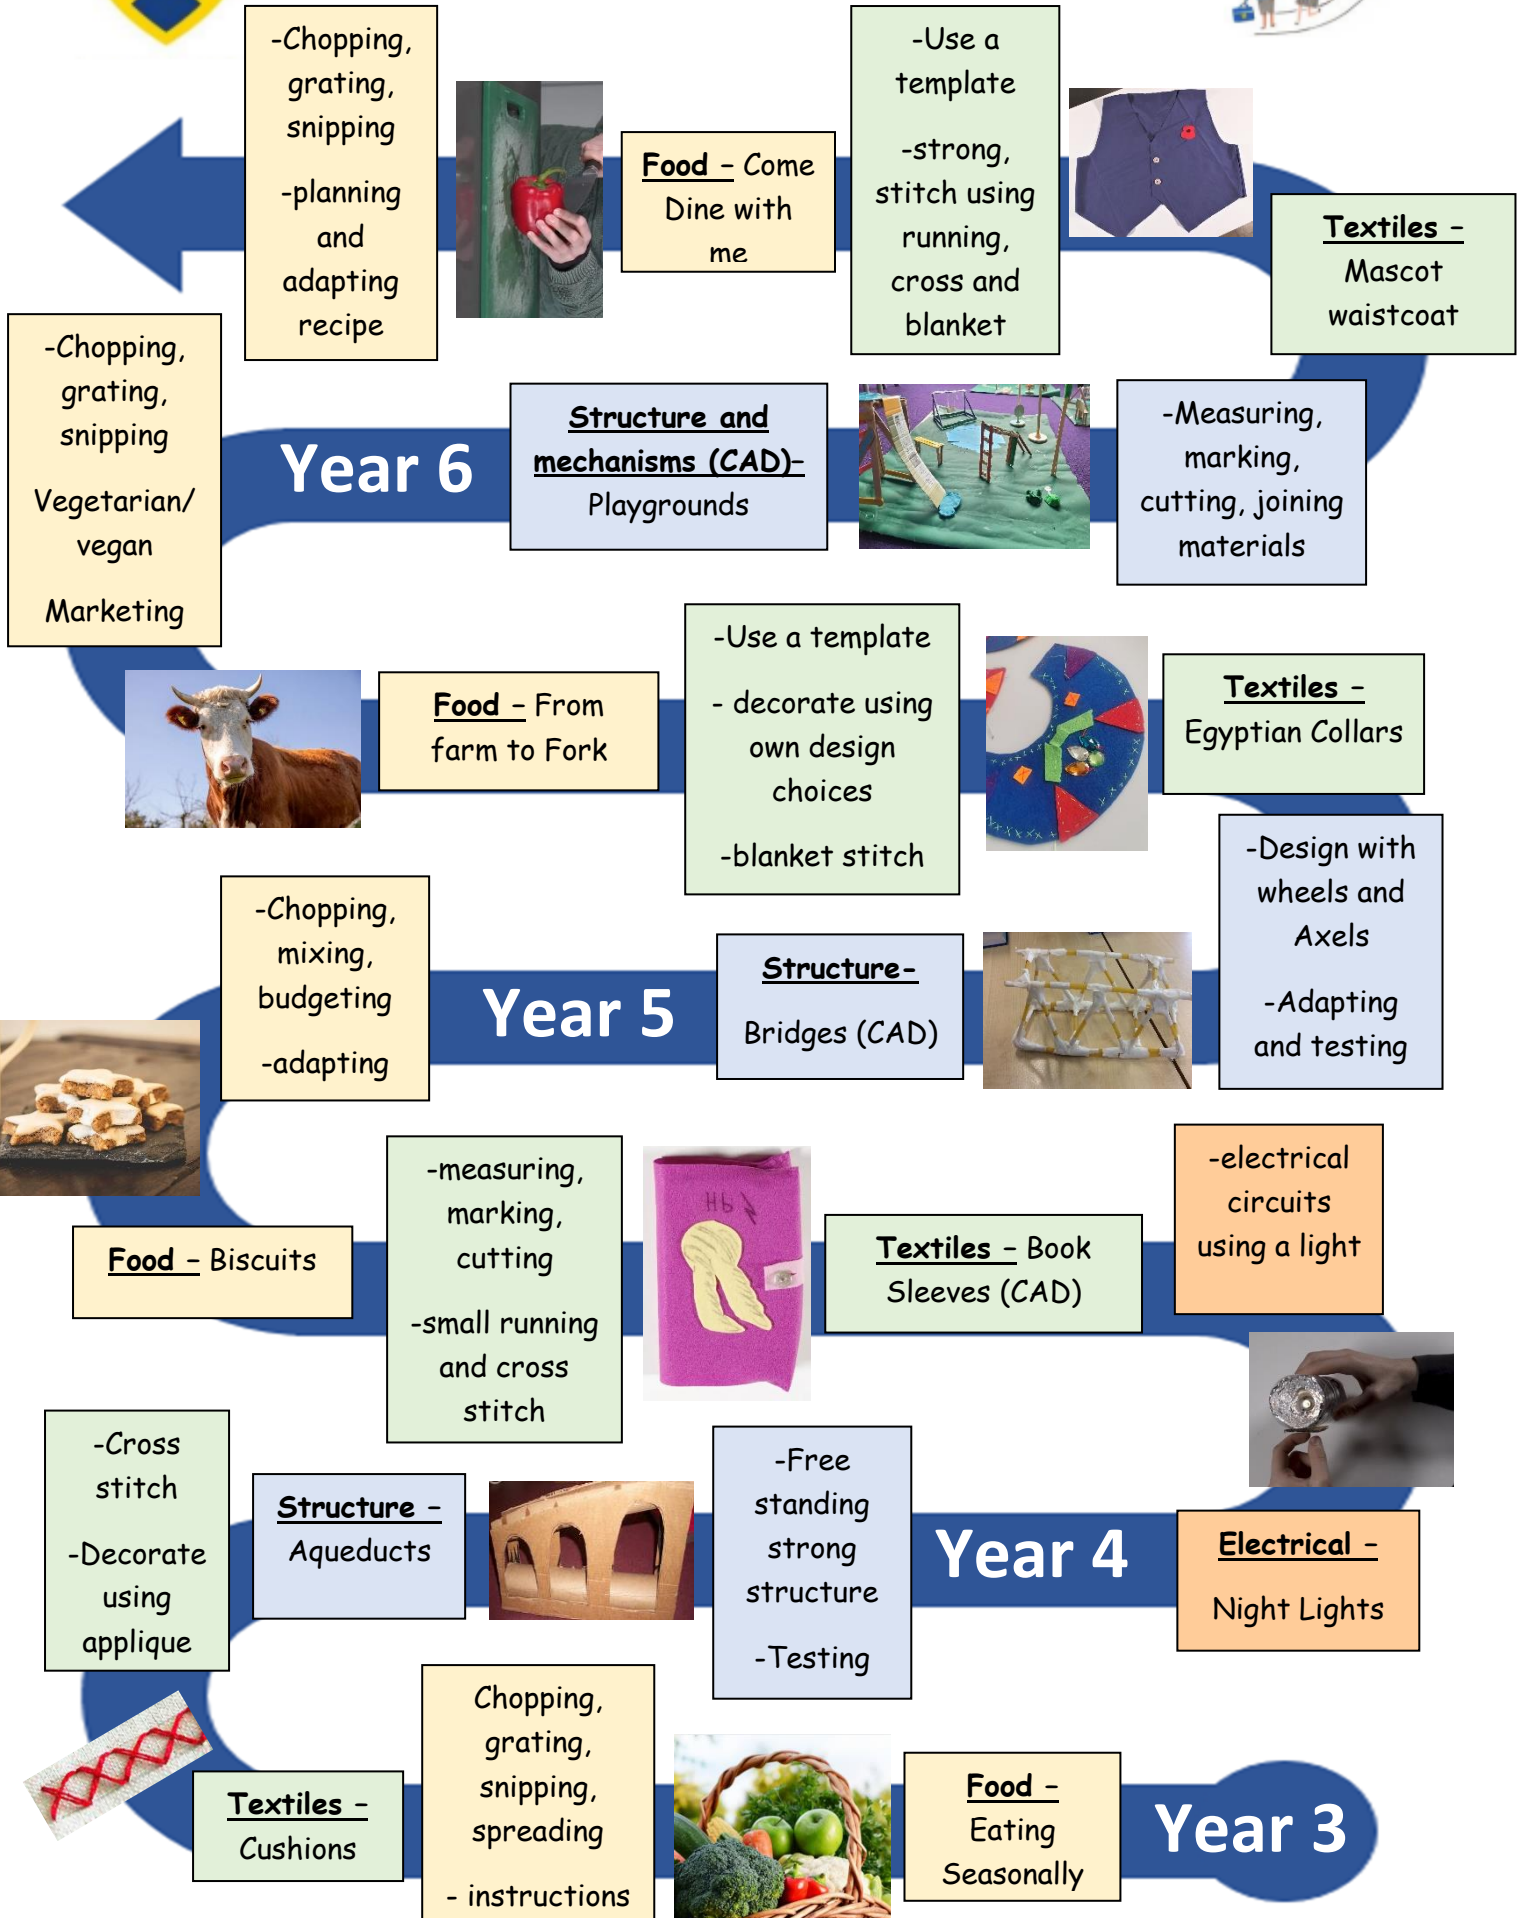 -Chopping,
grating,
snipping
-planning
and
adapting
recipe
Food – Come
Dine with
me
-Use a
template
-strong,
stitch using
running,
cross and
blanket
Textiles –
Mascot
waistcoat
-Chopping,
grating,
snipping
Vegetarian/
vegan
Marketing
Year 6
Structure and
mechanisms (CAD)–
Playgrounds
-Measuring,
marking,
cutting, joining
materials
Food – From
farm to Fork
-Use a template
- decorate using
own design
choices
-blanket stitch
Textiles –
Egyptian Collars
-Chopping,
mixing,
budgeting
-adapting
Year 5
Structure-
Bridges (CAD)
-Design with
wheels and
Axels
-Adapting
and testing
Food – Biscuits
-measuring,
marking,
cutting
-small running
and cross
stitch
Textiles – Book
Sleeves (CAD)
-electrical
circuits
using a light
-Cross
stitch
-Decorate
using
applique
Structure –
Aqueducts
-Free
standing
strong
structure
-Testing
Year 4
Electrical –
Night Lights
Textiles –
Cushions
Chopping,
grating,
snipping,
spreading
- instructions
Food –
Eating
Seasonally
Year 3